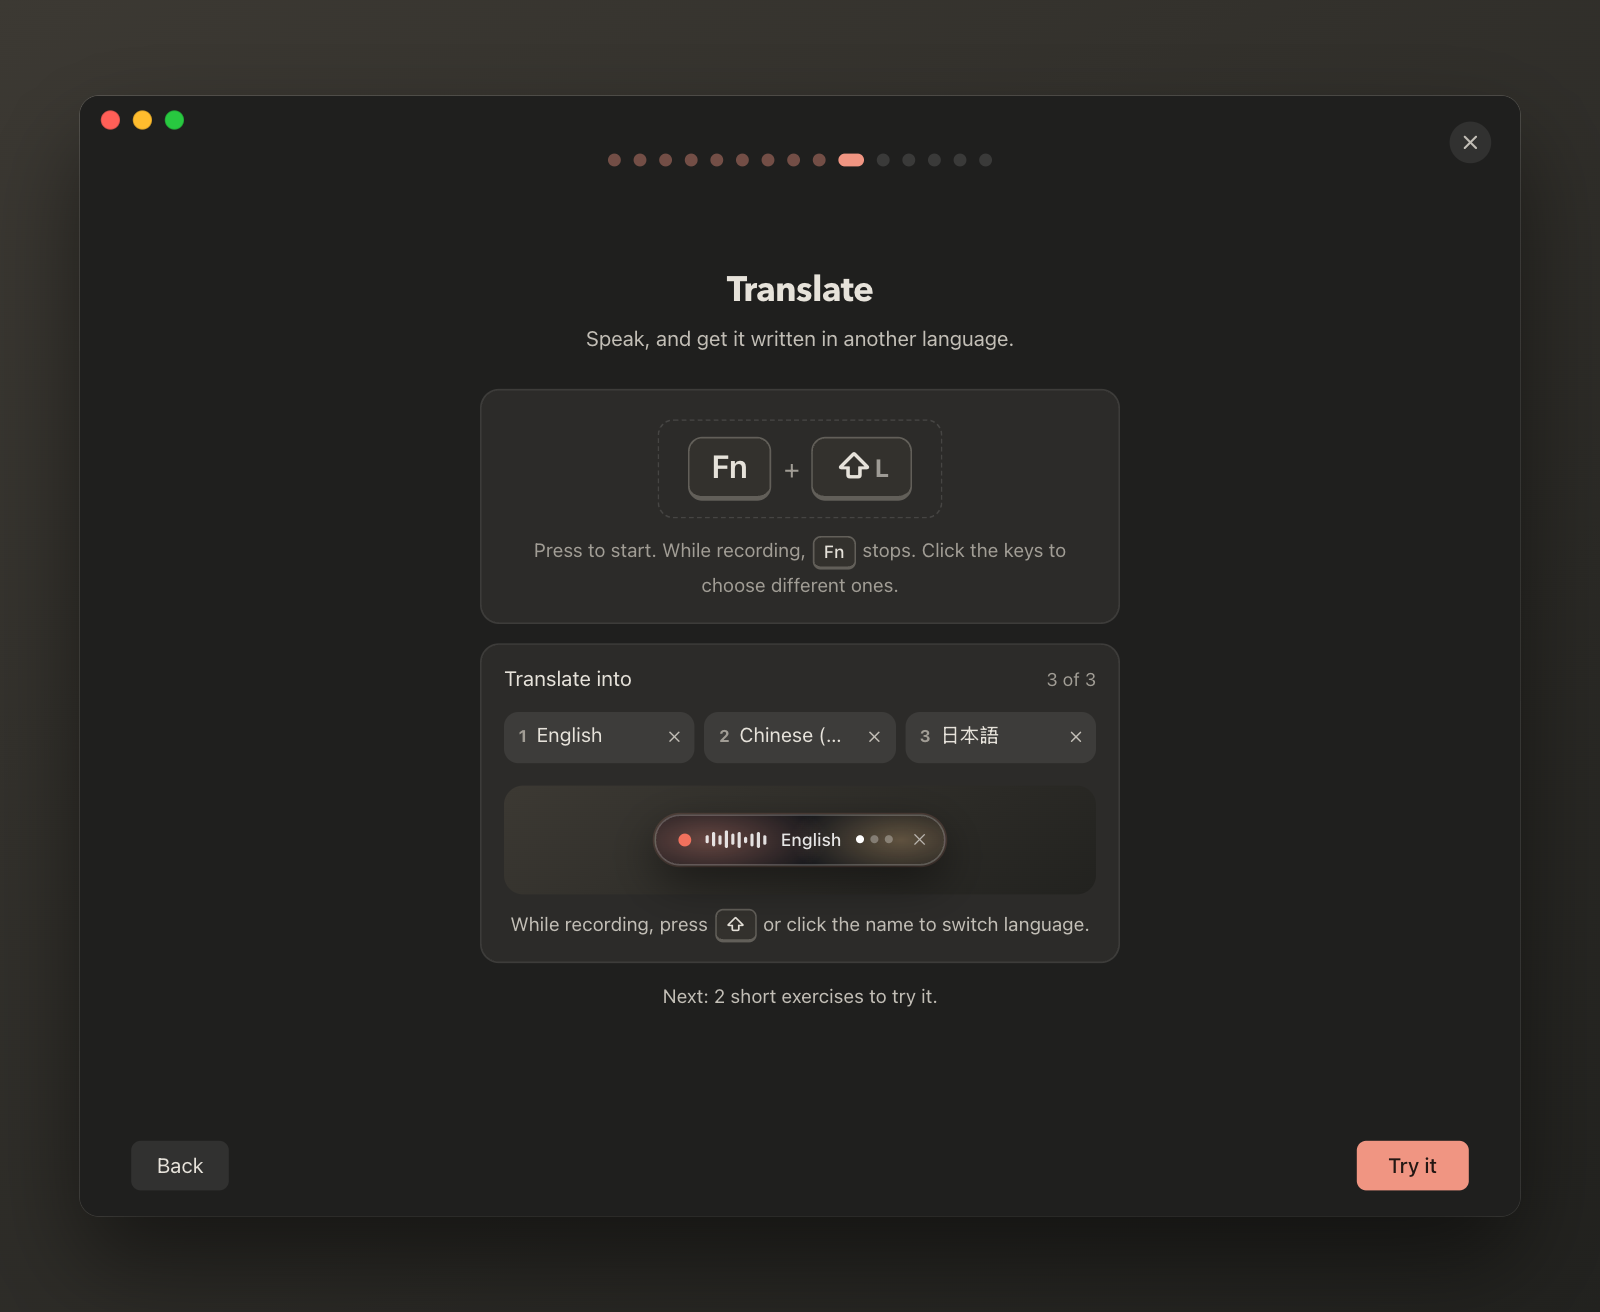 Translate
Speak, and get it written in another language.
Fn + ⇧ L
Press to start. While recording, Fn stops. Click the keys to
choose different ones.
Translate into 3 of 3
1 English × 2 Chinese (... × 3 日本語 ×
English ×
While recording, press ⇧ or click the name to switch language.
Next: 2 short exercises to try it.
Back Try it